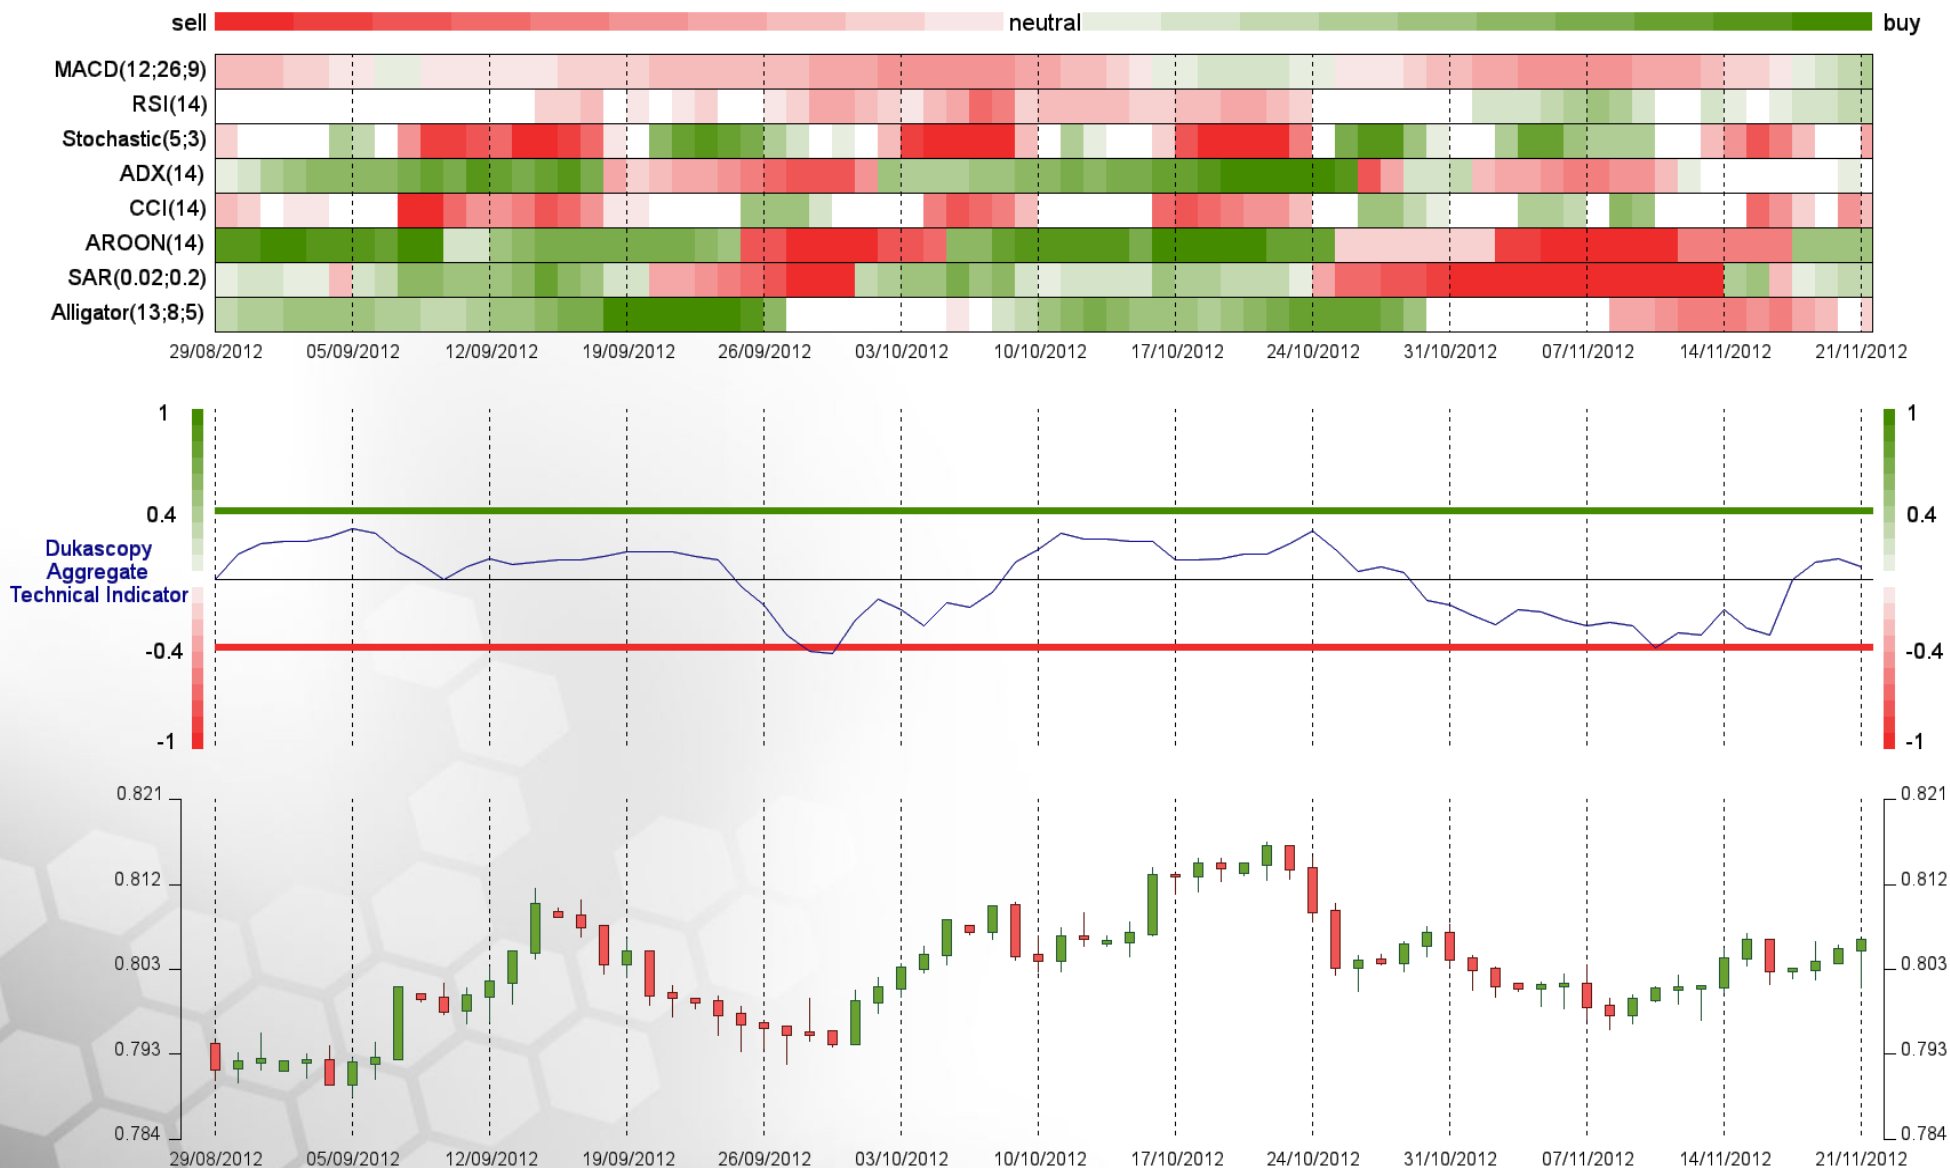 sell neutral buy
MACD(12;26;9)
RSI(14)
Stochastic(5;3)
ADX(14)
CCI(14)
AROON(14)
SAR(0.02;0.2)
Alligator(13;8;5)
29/08/2012 05/09/2012 12/09/2012 19/09/2012 26/09/2012 03/10/2012 10/10/2012 17/10/2012 24/10/2012 31/10/2012 07/11/2012 14/11/2012 21/11/2012
1 1
0.4 0.4
Dukascopy
Aggregate
Technical Indicator
-0.4 -0.4
-1 -1
0.821 0.821
0.812 0.812
0.803 0.803
0.793 0.793
0.784 0.784
29/08/2012 05/09/2012 12/09/2012 19/09/2012 26/09/2012 03/10/2012 10/10/2012 17/10/2012 24/10/2012 31/10/2012 07/11/2012 14/11/2012 21/11/2012